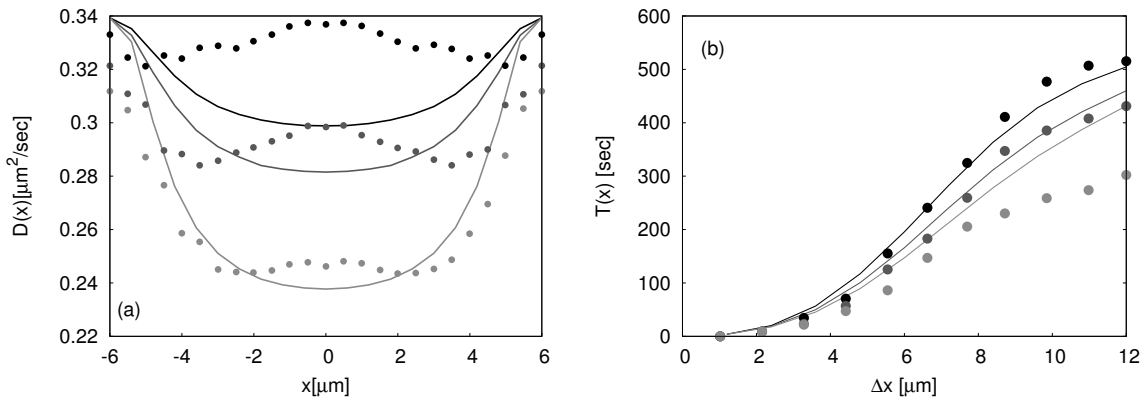 0.34
0.32
0.3
0.28
0.26
0.24
0.22
D(x)[μm²/sec]
(a)
-6 -4 -2 0 2 4 6
x[μm]
600
500
400
300
200
100
0
T(x) [sec]
(b)
0 2 4 6 8 10 12
Δx [μm]